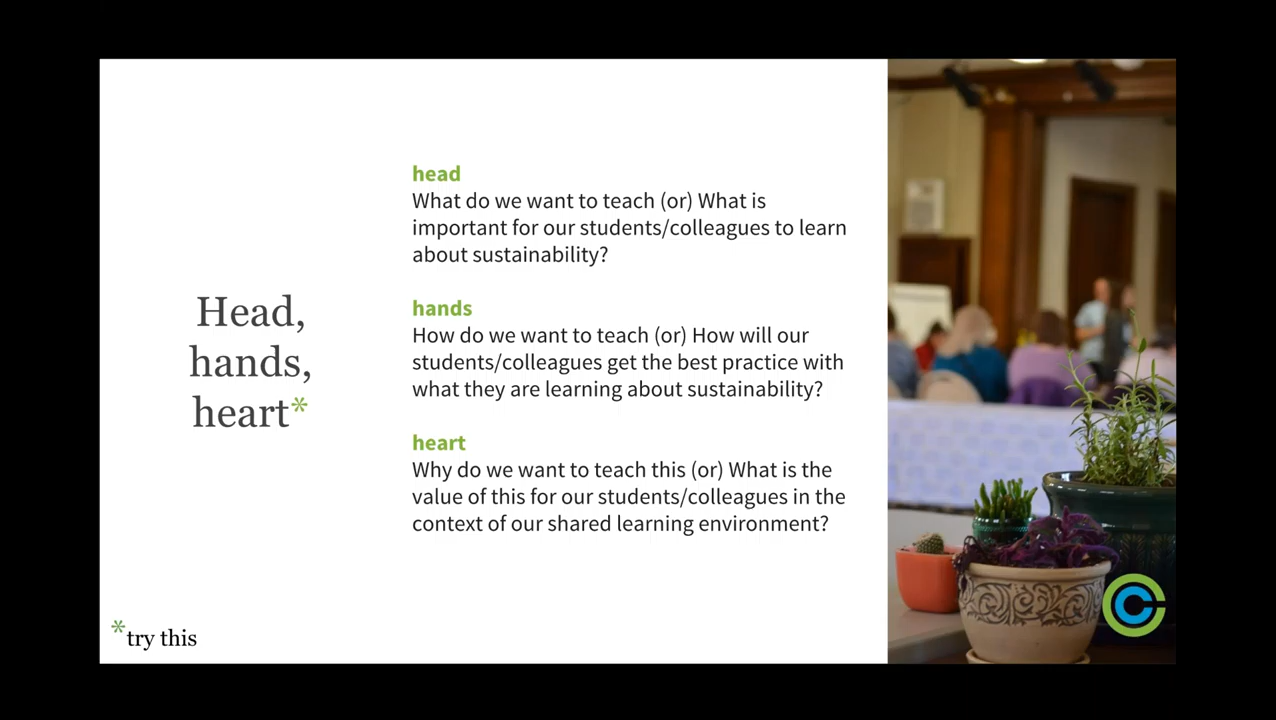 Head,
hands,
heart*
head
What do we want to teach (or) What is
important for our students/colleagues to learn
about sustainability?
hands
How do we want to teach (or) How will our
students/colleagues get the best practice with
what they are learning about sustainability?
heart
Why do we want to teach this (or) What is the
value of this for our students/colleagues in the
context of our shared learning environment?
*try this